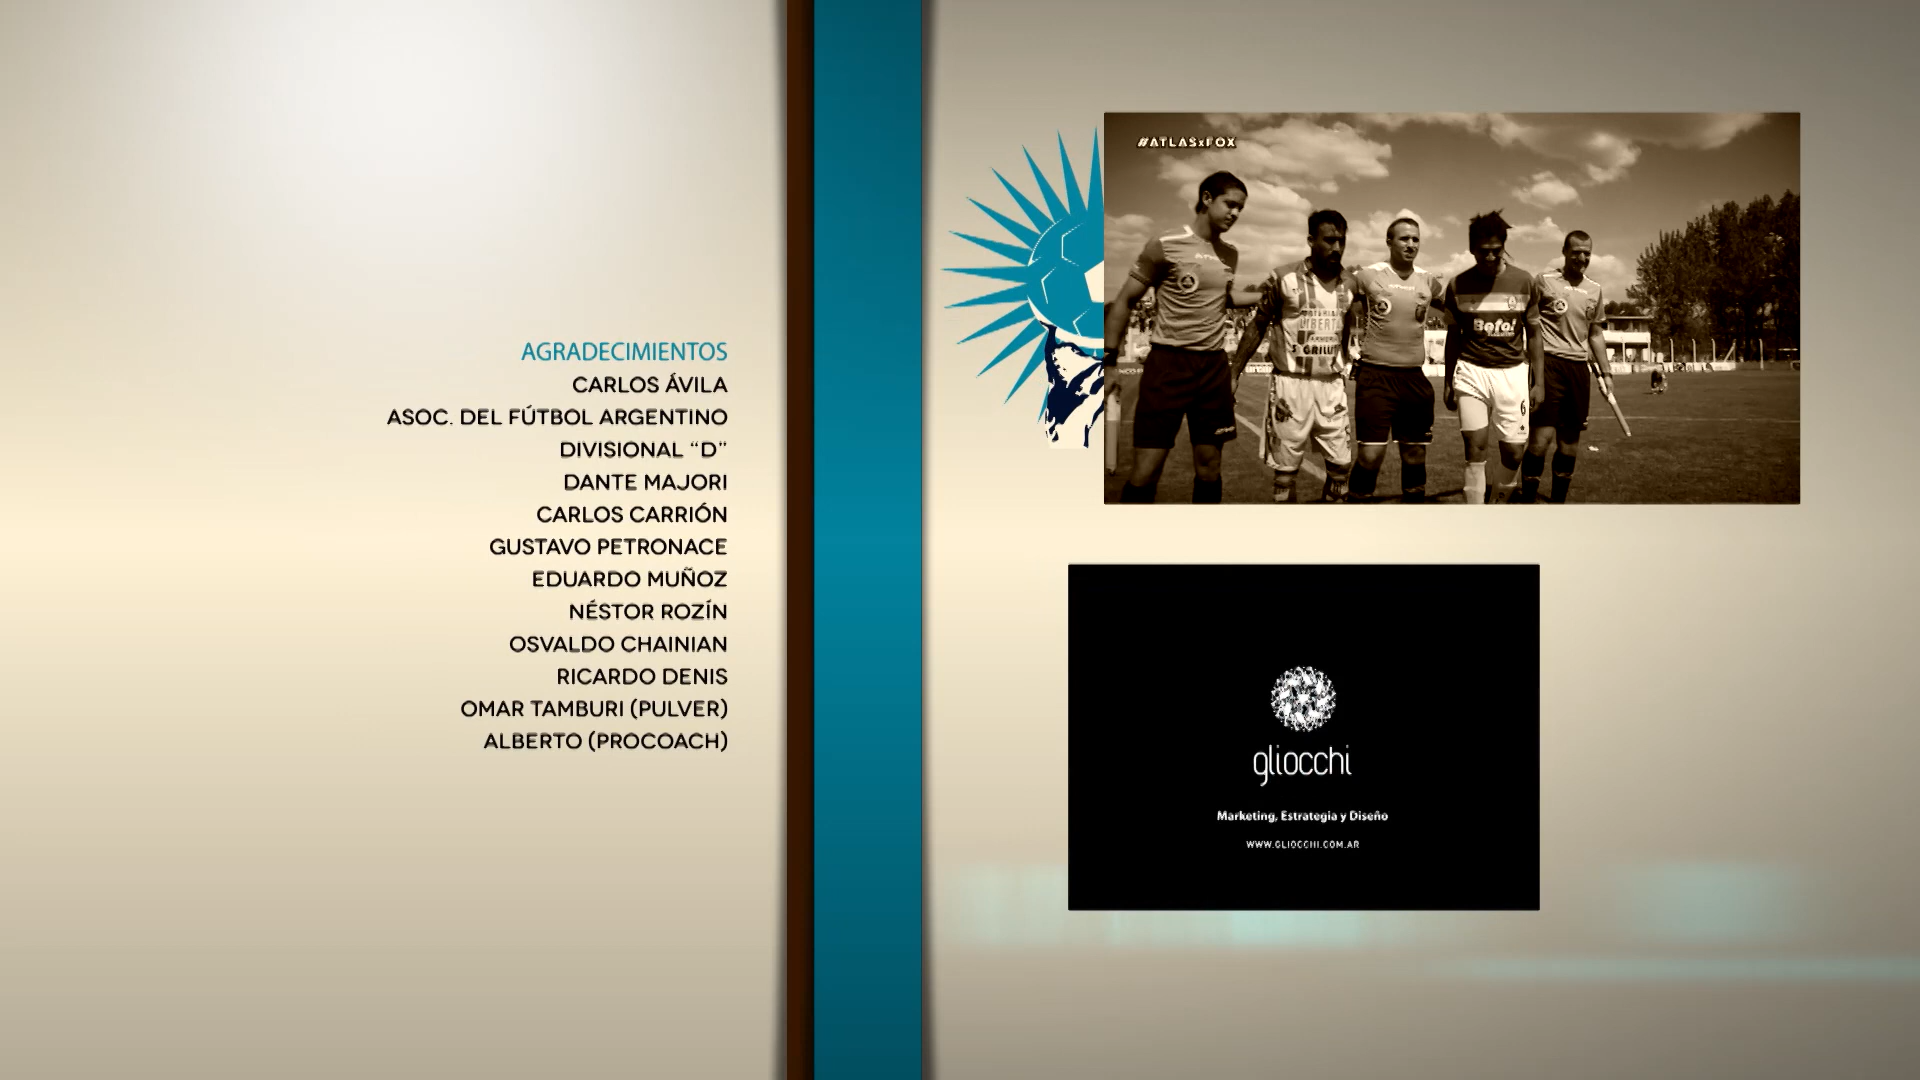 AGRADECIMIENTOS
CARLOS ÁVILA
ASOC. DEL FÚTBOL ARGENTINO
DIVISIONAL “D”
DANTE MAJORI
CARLOS CARRIÓN
GUSTAVO PETRONACE
EDUARDO MUÑOZ
NÉSTOR ROZÍN
OSVALDO CHAINIAN
RICARDO DENIS
OMAR TAMBURI (PULVER)
ALBERTO (PROCOACH)
#ATLASxFOX
6
gliocchi
Marketing, Estrategia y Diseño
WWW.GLIOCCHI.COM.AR